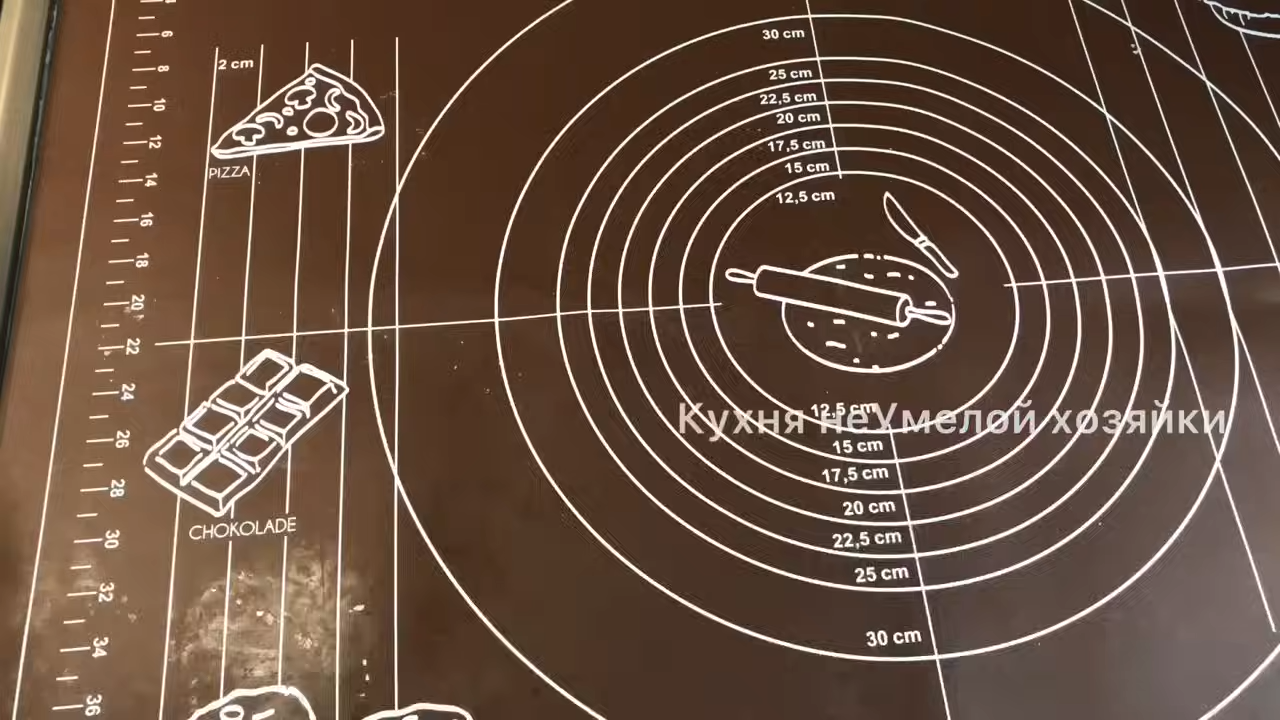 6
8
10
12
14
16
18
20
22
24
26
28
30
32
34
36
2 cm
PIZZA
CHOKOLADE
30 cm
25 cm
22,5 cm
20 cm
17,5 cm
15 cm
12,5 cm
12,5 cm
Кухня неУмелой хозяйки
15 cm
17,5 cm
20 cm
22,5 cm
25 cm
30 cm